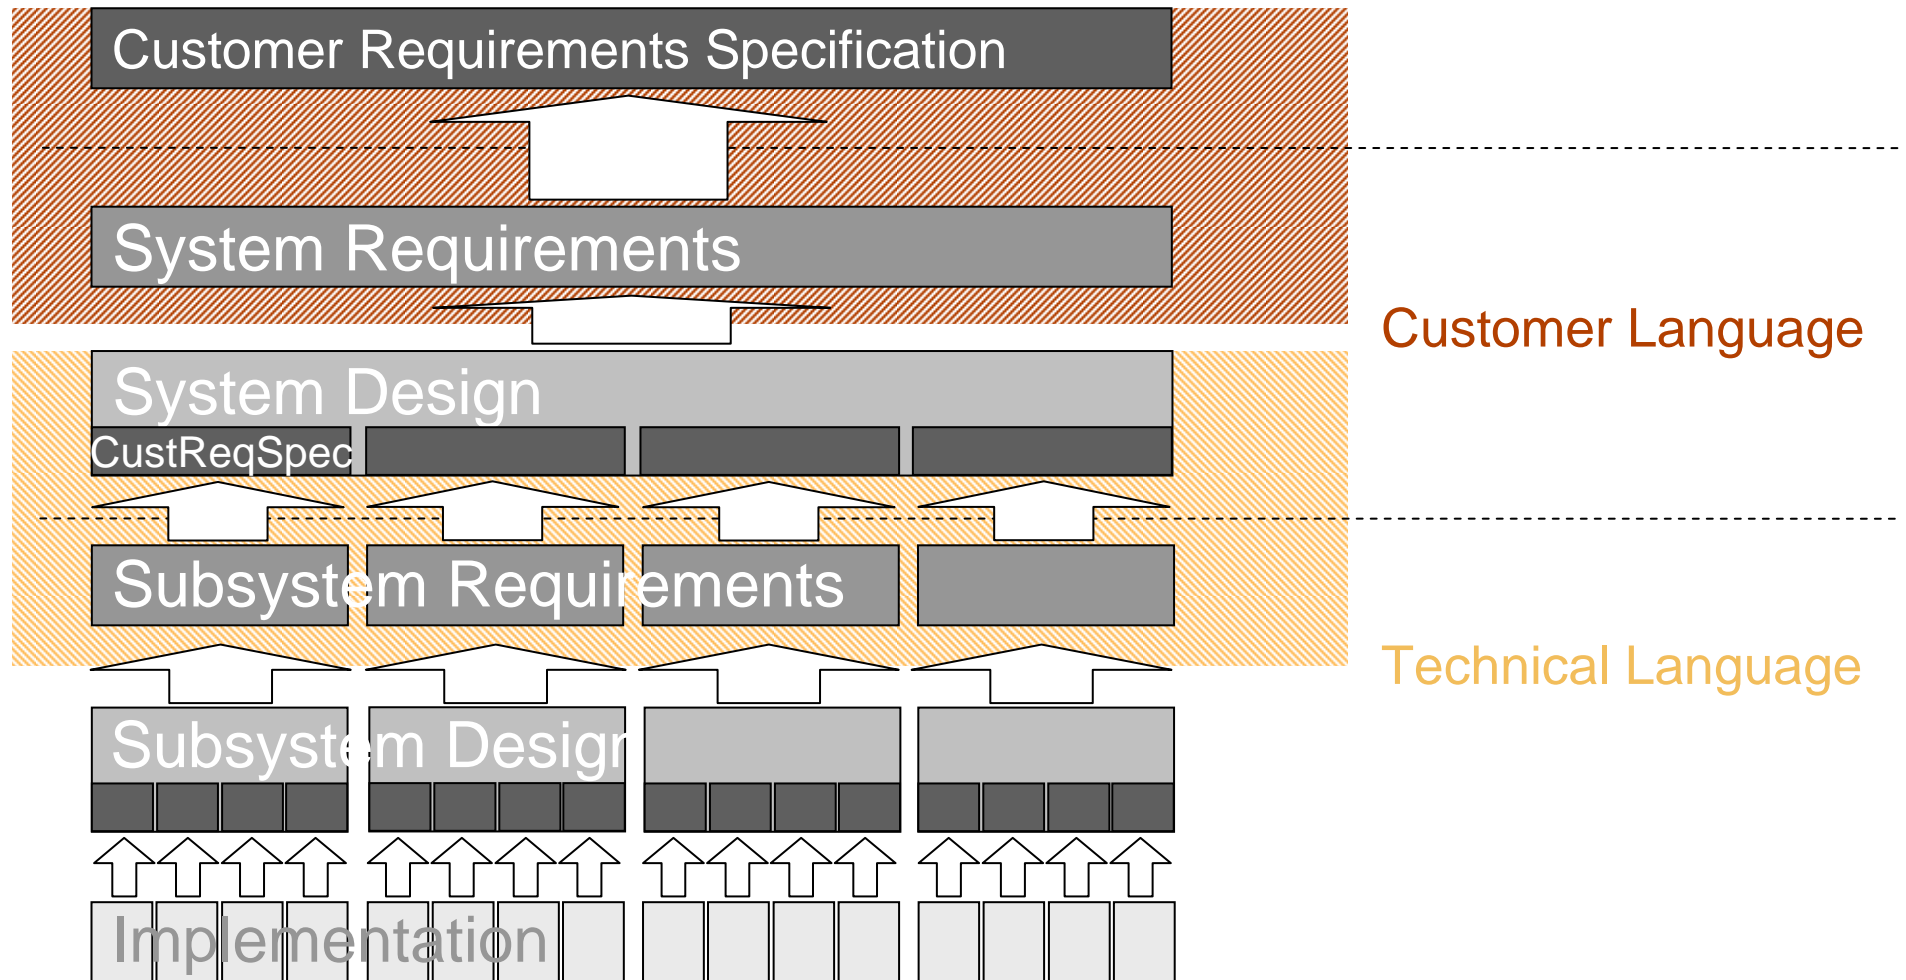 Customer Requirements Specification
System Requirements
Customer Language
System Design
CustReqSpec
Subsystem Requirements
Technical Language
Subsystem Design
Implementation